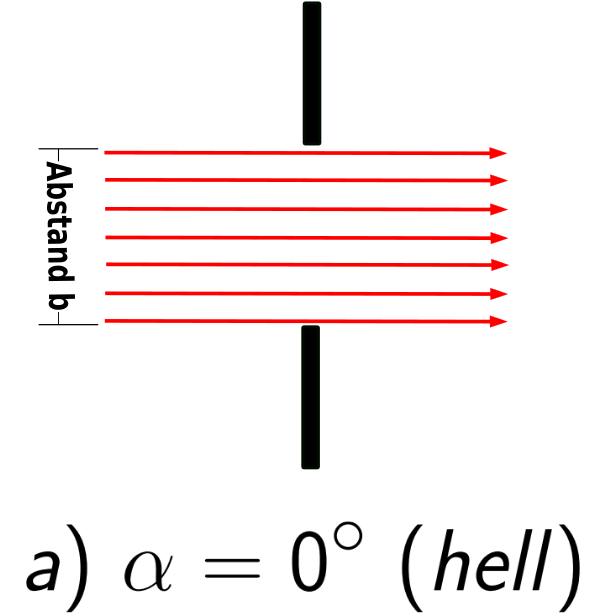 Abstand b
a) α = 0° (hell)